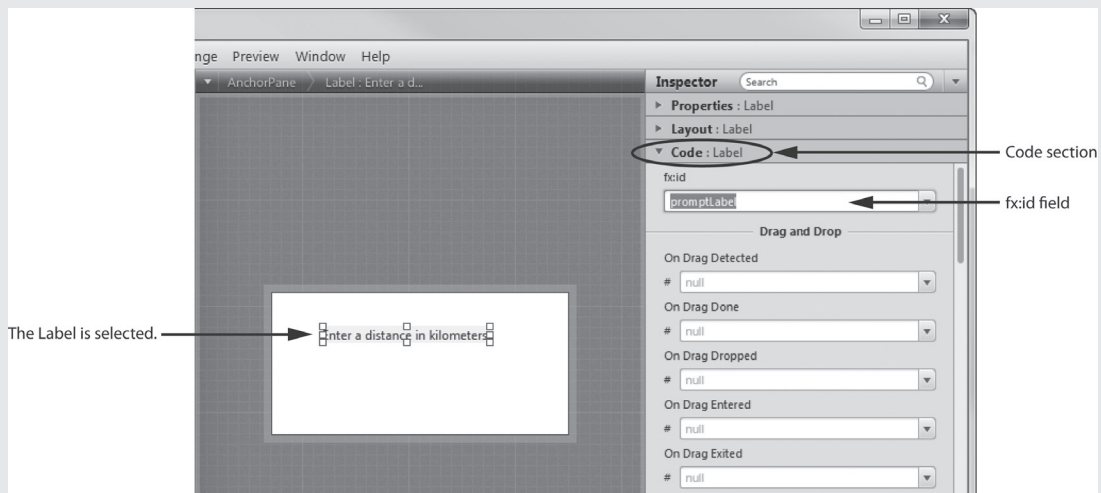 nge Preview Window Help
AnchorPane Label : Enter a d...
Inspector Search
Properties : Label
Layout : Label
Code : Label
Code section
fx:id
promptLabel
fx:id field
Drag and Drop
On Drag Detected
# null
On Drag Done
# null
The Label is selected.
Enter a distance in kilometers
On Drag Dropped
# null
On Drag Entered
# null
On Drag Exited
# null